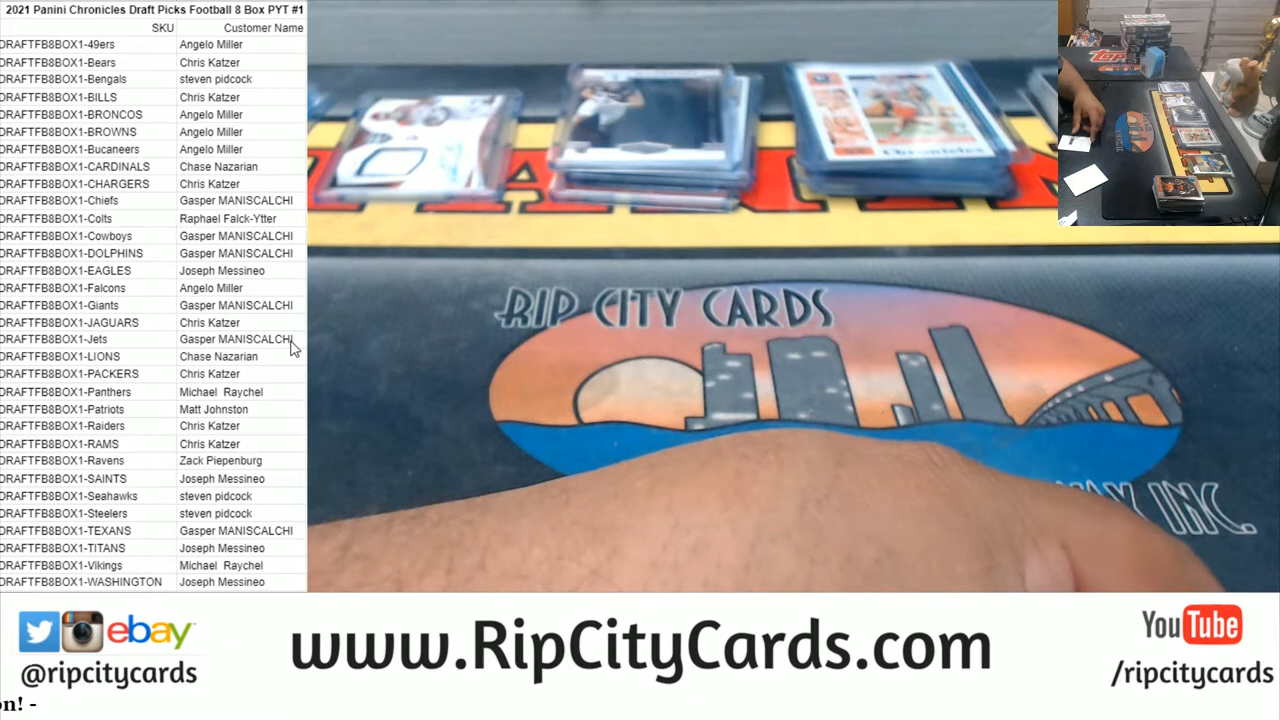 2021 Panini Chronicles Draft Picks Football 8 Box PYT #1
SKU Customer Name
DRAFTFB8BOX1-49ers Angelo Miller
DRAFTFB8BOX1-Bears Chris Katzer
DRAFTFB8BOX1-Bengals steven pidcock
DRAFTFB8BOX1-BILLS Chris Katzer
DRAFTFB8BOX1-BRONCOS Angelo Miller
DRAFTFB8BOX1-BROWNS Angelo Miller
DRAFTFB8BOX1-Bucaneers Angelo Miller
DRAFTFB8BOX1-CARDINALS Chase Nazarian
DRAFTFB8BOX1-CHARGERS Chris Katzer
DRAFTFB8BOX1-Chiefs Gasper MANISCALCHI
DRAFTFB8BOX1-Colts Raphael Falck-Ytter
DRAFTFB8BOX1-Cowboys Gasper MANISCALCHI
DRAFTFB8BOX1-DOLPHINS Gasper MANISCALCHI
DRAFTFB8BOX1-EAGLES Joseph Messineo
DRAFTFB8BOX1-Falcons Angelo Miller
DRAFTFB8BOX1-Giants Gasper MANISCALCHI
DRAFTFB8BOX1-JAGUARS Chris Katzer
DRAFTFB8BOX1-Jets Gasper MANISCALCHI
DRAFTFB8BOX1-LIONS Chase Nazarian
DRAFTFB8BOX1-PACKERS Chris Katzer
DRAFTFB8BOX1-Panthers Michael Raychel
DRAFTFB8BOX1-Patriots Matt Johnston
DRAFTFB8BOX1-Raiders Chris Katzer
DRAFTFB8BOX1-RAMS Chris Katzer
DRAFTFB8BOX1-Ravens Zack Piepenburg
DRAFTFB8BOX1-SAINTS Joseph Messineo
DRAFTFB8BOX1-Seahawks steven pidcock
DRAFTFB8BOX1-Steelers steven pidcock
DRAFTFB8BOX1-TEXANS Gasper MANISCALCHI
DRAFTFB8BOX1-TITANS Joseph Messineo
DRAFTFB8BOX1-Vikings Michael Raychel
DRAFTFB8BOX1-WASHINGTON Joseph Messineo
Chronicles
Topps
RIP CITY CARDS
INC.
ebay
@ripcitycards
www.RipCityCards.com
YouTube
/ripcitycards
on! -